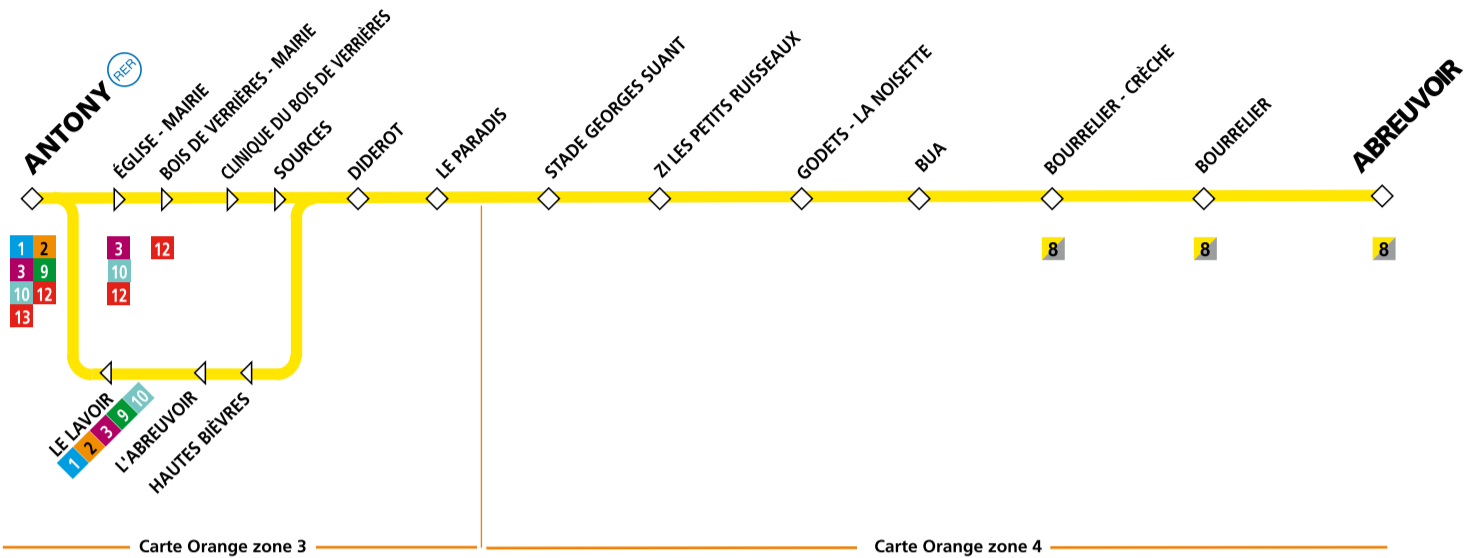 ANTONY
RER
ÉGLISE - MAIRIE
BOIS DE VERRIÈRES - MAIRIE
CLINIQUE DU BOIS DE VERRIÈRES
SOURCES
DIDEROT
LE PARADIS
STADE GEORGES SUANT
ZI LES PETITS RUISSEAUX
GODETS - LA NOISETTE
BUA
BOURRELIER - CRÈCHE
BOURRELIER
ABREUVOIR
1 2
3 9
10 12
13
3
10
12
12
8
8
8
LE LAVOIR
1 2 3 9 10
L'ABREUVOIR
HAUTES BIÈVRES
Carte Orange zone 3
Carte Orange zone 4